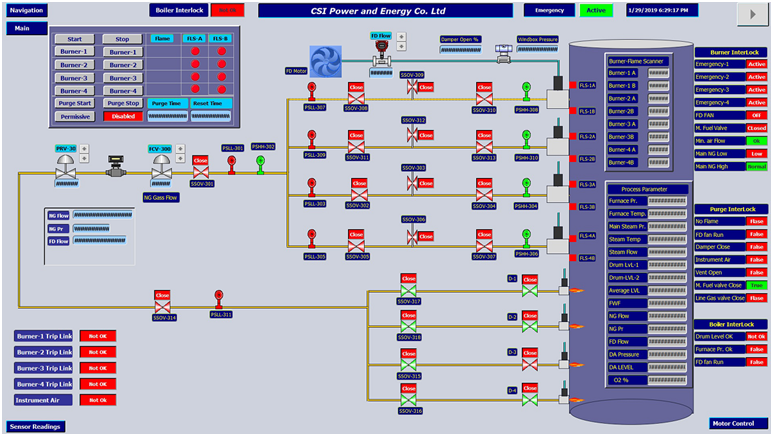 Navigation
Boiler Interlock
Not Ok
CSI Power and Energy Co. Ltd
Emergency
Active
1/29/2019 6:29:17 PM
Main
Start
Stop
Flame
FLS-A
FLS-B
Burner-1
Burner-1
Burner-2
Burner-2
Burner-3
Burner-3
Burner-4
Burner-4
Purge Start
Purge Stop
Purge Time
Reset Time
Permissive
Disabled
FD Flow
Damper Open %
Windbox Pressure
FD Motor
SSOV-309
Close
Close
Close
PSLL-307
SSOV-308
SSOV-310
PSHH-308
FLS-1A
FLS-1B
SSOV-312
Close
Close
Close
PSLL-309
SSOV-311
SSOV-313
PSHH-310
FLS-2A
FLS-2B
SSOV-303
Close
Close
Close
PSLL-303
SSOV-302
SSOV-304
PSHH-304
FLS-3A
FLS-3B
SSOV-306
Close
Close
Close
PSLL-305
SSOV-305
SSOV-307
PSHH-306
FLS-4A
FLS-4B
PRV-30
FCV-300
Close
SSOV-301
PSLL-301
PSHH-302
NG Gass Flow
NG Flow
NG Pr
FD Flow
Close
SSOV-314
PSLL-311
Close
SSOV-317
D-1
Close
Close
SSOV-318
D-2
Close
Close
SSOV-315
D-3
Close
Close
SSOV-316
D-4
Close
Burner-1 Trip Link
Not OK
Burner-2 Trip Link
Not OK
Burner-3 Trip Link
Not OK
Burner-4 Trip Link
Not OK
Instrument Air
Not Ok
Sensor Readings
Burner-Flame Scanner
Burner-1 A
Burner-1 B
Burner-2 A
Burner-2B
Burner-3 A
Burner-3B
Burner-4 A
Burner-4B
Process Parameter
Furnace Pr.
Furnace Temp.
Main Steam Pr.
Steam Temp
Steam Flow
Drum LvL-1
Drum-LVL-2
Average LVL
FWF
NG Flow
NG Pr
FD Flow
DA Pressure
DA LEVEL
O2 %
Burner InterLock
Emergency-1
Active
Emergency-2
Active
Emergency-3
Active
Emergency-4
Active
FD FAN
Off
M. Fuel Valve
CLosed
Min. air Flow
Ok
Main NG Low
Low
Main NG High
Normal
Purge InterLock
No Flame
Flase
FD fan Run
False
Damper Close
False
Instrument Air
False
Vent Open
False
M. Fuel valve Close
True
Line Gas valve Close
Flase
Boiler InterLock
Drum Level OK
Not Ok
Furnace Pr. Ok
False
FD fan Run
False
Motor Control